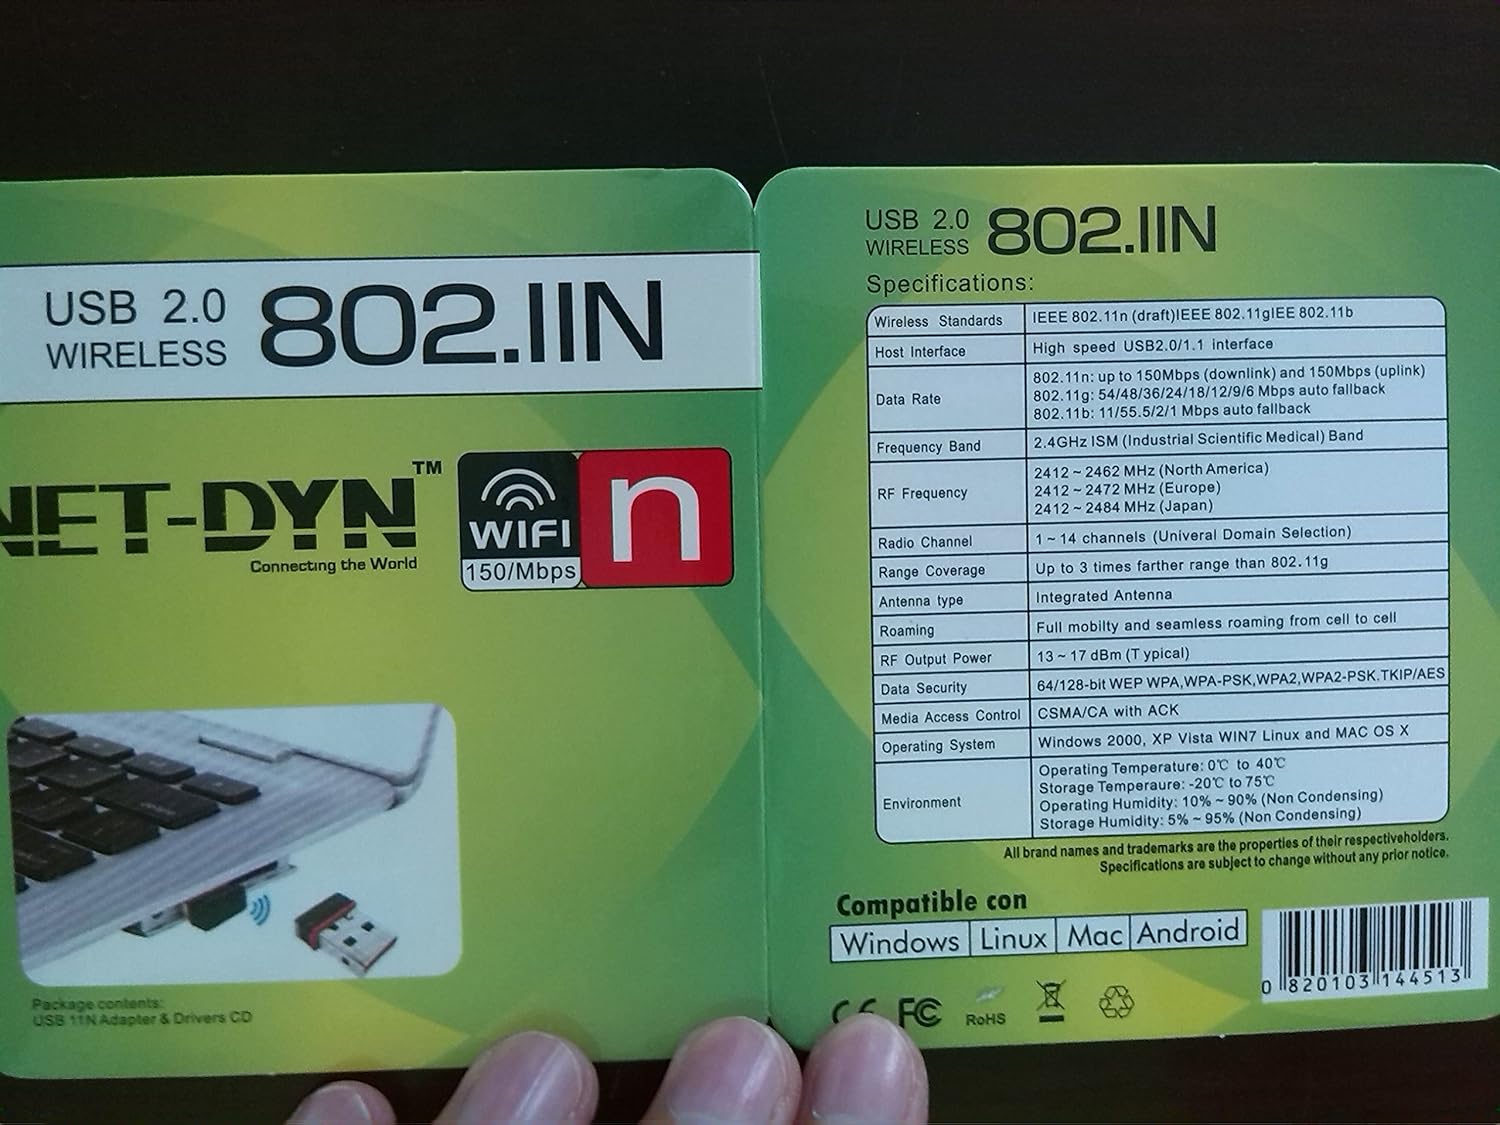 USB 2.0
WIRELESS
802.11N
NET-DYN™
Connecting the World
WIFI
150/Mbps
n
Package contents:
USB 11N Adapter & Drivers CD
USB 2.0
WIRELESS
802.11N
Specifications:
Wireless Standards IEEE 802.11n (draft)IEEE 802.11gIEE 802.11b
Host Interface High speed USB2.0/1.1 interface
Data Rate 802.11n: up to 150Mbps (downlink) and 150Mbps (uplink)
802.11g: 54/48/36/24/18/12/9/6 Mbps auto fallback
802.11b: 11/55.5/2/1 Mbps auto fallback
Frequency Band 2.4GHz ISM (Industrial Scientific Medical) Band
RF Frequency 2412 ~ 2462 MHz (North America)
2412 ~ 2472 MHz (Europe)
2412 ~ 2484 MHz (Japan)
Radio Channel 1 ~ 14 channels (Univeral Domain Selection)
Range Coverage Up to 3 times farther range than 802.11g
Antenna type Integrated Antenna
Roaming Full mobilty and seamless roaming from cell to cell
RF Output Power 13 ~ 17 dBm (T ypical)
Data Security 64/128-bit WEP WPA,WPA-PSK,WPA2,WPA2-PSK.TKIP/AES
Media Access Control CSMA/CA with ACK
Operating System Windows 2000, XP Vista WIN7 Linux and MAC OS X
Environment Operating Temperature: 0℃ to 40℃
Storage Temperaure: -20℃ to 75℃
Operating Humidity: 10% ~ 90% (Non Condensing)
Storage Humidity: 5% ~ 95% (Non Condensing)
All brand names and trademarks are the properties of their respectiveholders.
Specifications are subject to change without any prior notice.
Compatible con
Windows Linux Mac Android
0 820103 144513
CE FC RoHS